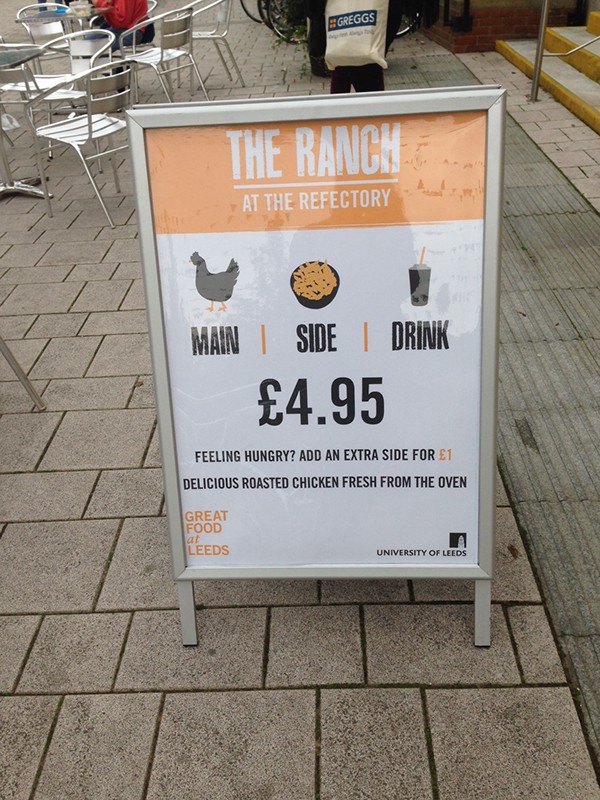 GREGGS
THE RANCH
AT THE REFECTORY
MAIN | SIDE | DRINK
£4.95
FEELING HUNGRY? ADD AN EXTRA SIDE FOR £1
DELICIOUS ROASTED CHICKEN FRESH FROM THE OVEN
GREAT
FOOD
at
LEEDS
UNIVERSITY OF LEEDS